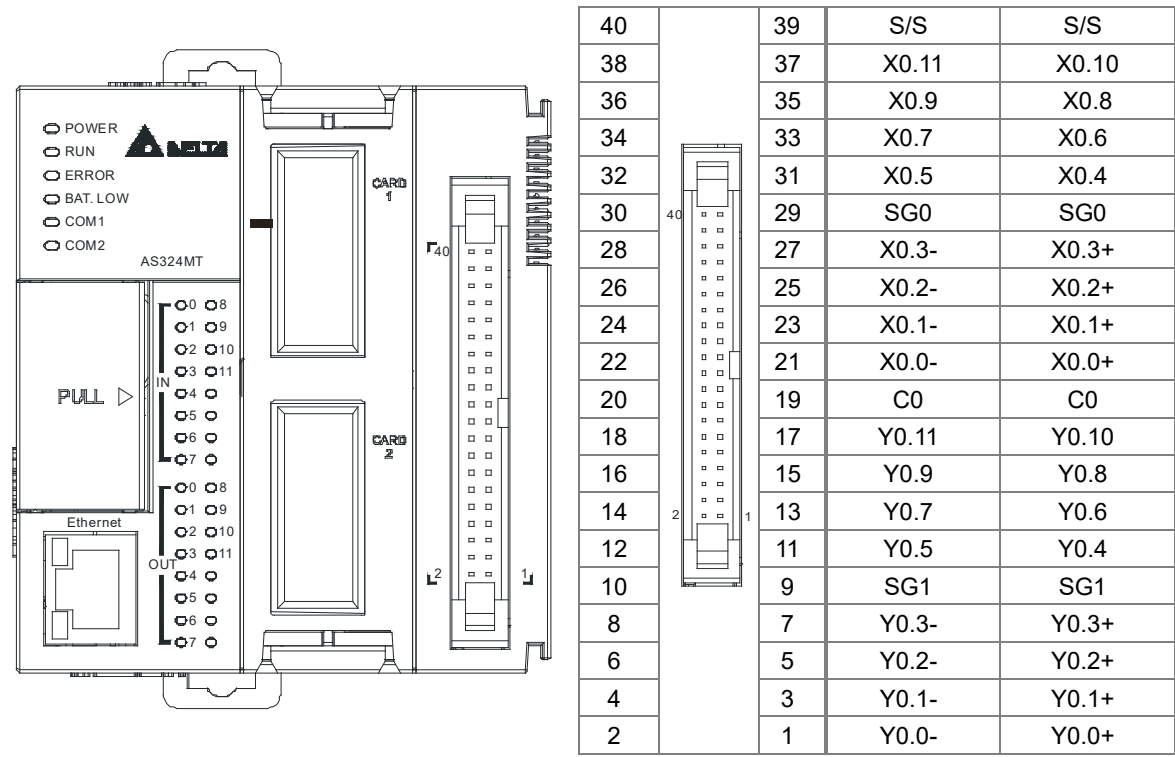 POWER
RUN
ERROR
BAT. LOW
COM1
COM2
DELTA
AS324MT
CARD
1
CARD
2
PULL
IN
0 8
1 9
2 10
3 11
4
5
6
7
OUT
0 8
1 9
2 10
3 11
4
5
6
7
Ethernet
40
2 1
40
2 1
40 39 S/S S/S
38 37 X0.11 X0.10
36 35 X0.9 X0.8
34 33 X0.7 X0.6
32 31 X0.5 X0.4
30 29 SG0 SG0
28 27 X0.3- X0.3+
26 25 X0.2- X0.2+
24 23 X0.1- X0.1+
22 21 X0.0- X0.0+
20 19 C0 C0
18 17 Y0.11 Y0.10
16 15 Y0.9 Y0.8
14 13 Y0.7 Y0.6
12 11 Y0.5 Y0.4
10 9 SG1 SG1
8 7 Y0.3- Y0.3+
6 5 Y0.2- Y0.2+
4 3 Y0.1- Y0.1+
2 1 Y0.0- Y0.0+